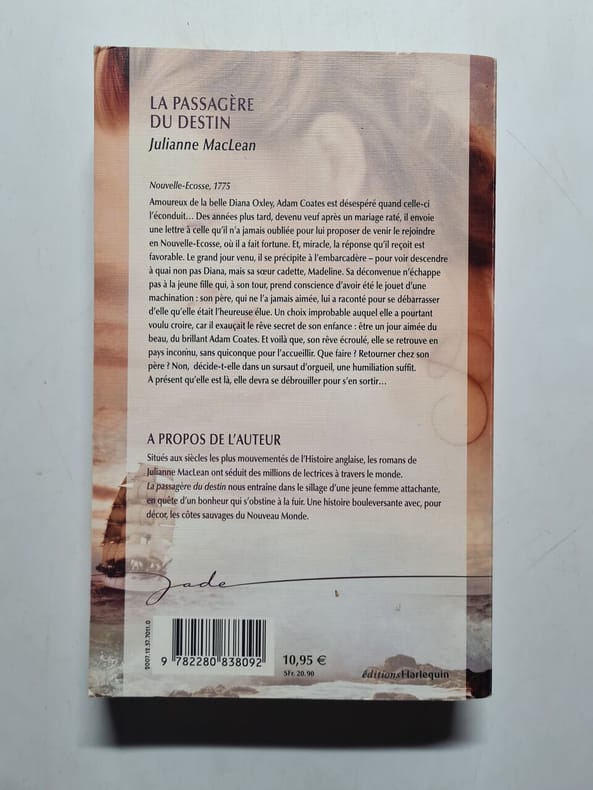 LA PASSAGÈRE
DU DESTIN
Julianne MacLean
Nouvelle-Ecosse, 1775
Amoureux de la belle Diana Oxley, Adam Coates est désespéré quand celle-ci
l'éconduit... Des années plus tard, devenu veuf après un mariage raté, il envoie
une lettre à celle qu'il n'a jamais oubliée pour lui proposer de venir le rejoindre
en Nouvelle-Ecosse, où il a fait fortune. Et, miracle, la réponse qu'il reçoit est
favorable. Le grand jour venu, il se précipite à l'embarcadère – pour voir descendre
à quai non pas Diana, mais sa sœur cadette, Madeline. Sa déconvenue n'échappe
pas à la jeune fille qui, à son tour, prend conscience d'avoir été le jouet d'une
machination : son père, qui ne l'a jamais aimée, lui a raconté pour se débarrasser
d'elle qu'elle était l'heureuse élue. Un choix improbable auquel elle a pourtant
voulu croire, car il exauçait le rêve secret de son enfance : être un jour aimée du
beau, du brillant Adam Coates. Et voilà que, son rêve écroulé, elle se retrouve en
pays inconnu, sans quiconque pour l'accueillir. Que faire ? Retourner chez son
père ? Non, décide-t-elle dans un sursaut d'orgueil, une humiliation suffit.
A présent qu'elle est là, elle devra se débrouiller pour s'en sortir...
A PROPOS DE L'AUTEUR
Situés aux siècles les plus mouvementés de l'Histoire anglaise, les romans de
Julianne MacLean ont séduit des millions de lectrices à travers le monde.
La passagère du destin nous entraîne dans le sillage d'un jeune femme attachante,
en quête d'un bonheur qui s'obstine à la fuir. Une histoire bouleversante avec, pour
décor, les côtes sauvages du Nouveau Monde.
Jade
9 782280 838092
10,95 €
SFr. 20.90
éditionsHarlequin